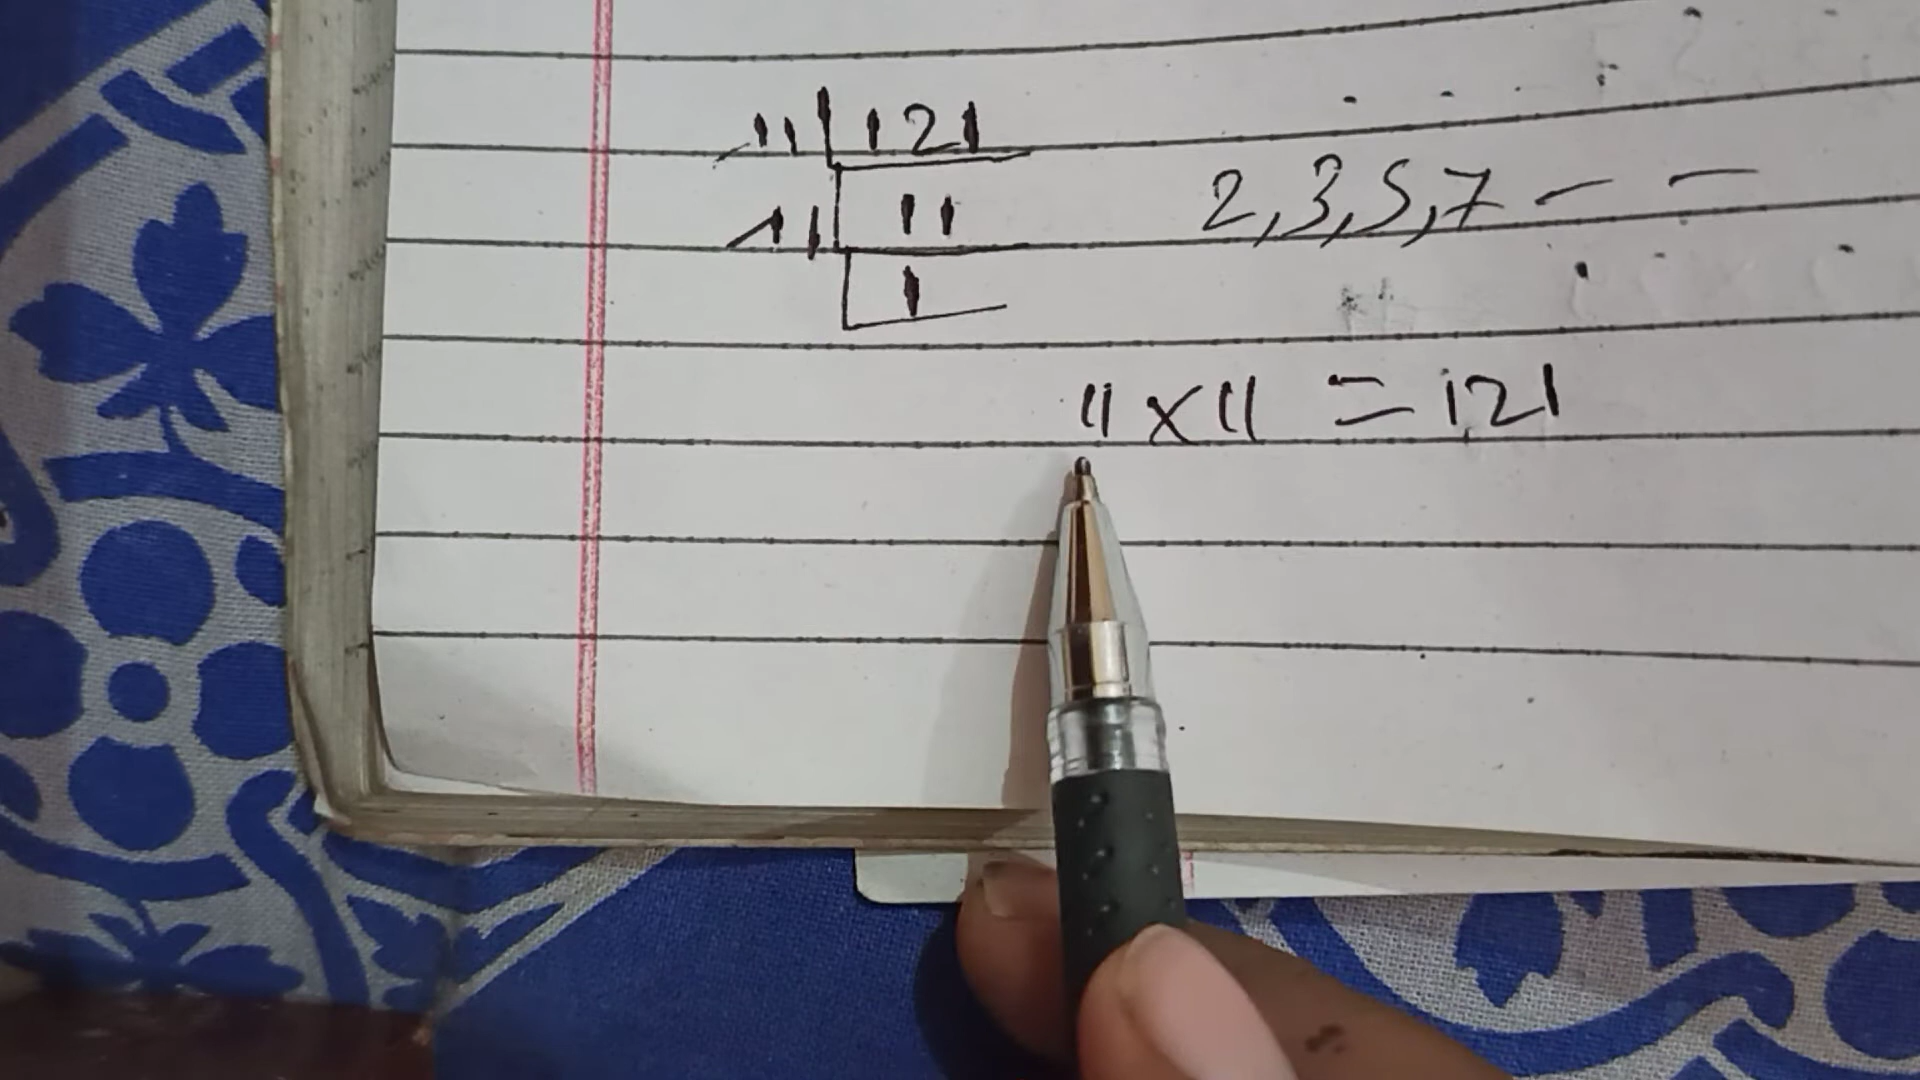 11 | 121
11 | 11
1
2, 3, 5, 7 – –
11 × 11 = 121